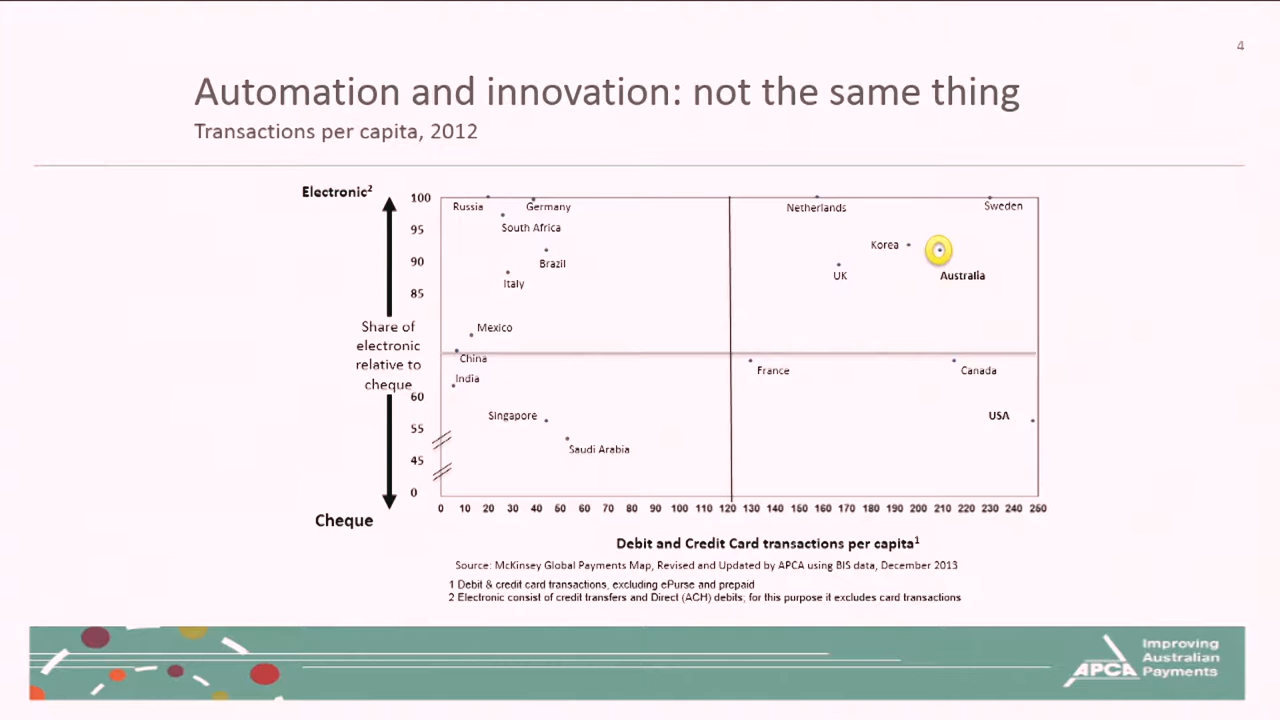 4
Automation and innovation: not the same thing
Transactions per capita, 2012
Electronic2
100
95
90
85
60
55
45
0
Share of
electronic
relative to
cheque
Cheque
Russia
Germany
South Africa
Brazil
Italy
Mexico
China
India
Singapore
Saudi Arabia
Netherlands
Sweden
Korea
UK
Australia
France
Canada
USA
0 10 20 30 40 50 60 70 80 90 100 110 120 130 140 150 160 170 180 190 200 210 220 230 240 250
Debit and Credit Card transactions per capita1
Source: McKinsey Global Payments Map, Revised and Updated by APCA using BIS data, December 2013
1 Debit & credit card transactions, excluding ePurse and prepaid
2 Electronic consist of credit transfers and Direct (ACH) debits; for this purpose it excludes card transactions
APCA
Improving
Australian
Payments